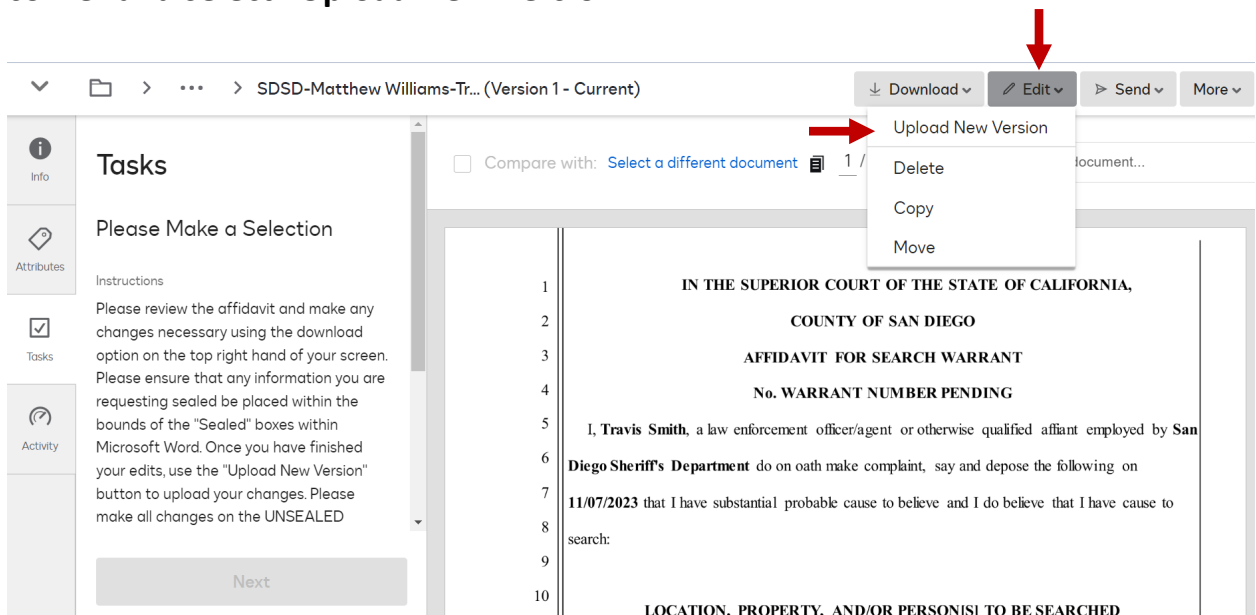 SDSD-Matthew Williams-Tr... (Version 1 - Current)
Download
Edit
Send
More
Upload New Version
Delete
Copy
Move
Info
Attributes
Tasks
Activity
Tasks
Please Make a Selection
Instructions
Please review the affidavit and make any
changes necessary using the download
option on the top right hand of your screen.
Please ensure that any information you are
requesting sealed be placed within the
bounds of the "Sealed" boxes within
Microsoft Word. Once you have finished
your edits, use the "Upload New Version"
button to upload your changes. Please
make all changes on the UNSEALED
Next
Compare with: Select a different document 1 /
document...
1 IN THE SUPERIOR COURT OF THE STATE OF CALIFORNIA,
2 COUNTY OF SAN DIEGO
3 AFFIDAVIT FOR SEARCH WARRANT
4 No. WARRANT NUMBER PENDING
5 I, Travis Smith, a law enforcement officer/agent or otherwise qualified affiant employed by San
6 Diego Sheriff's Department do on oath make complaint, say and depose the following on
7 11/07/2023 that I have substantial probable cause to believe and I do believe that I have cause to
8 search:
9
10 LOCATION, PROPERTY, AND/OR PERSON[S] TO BE SEARCHED